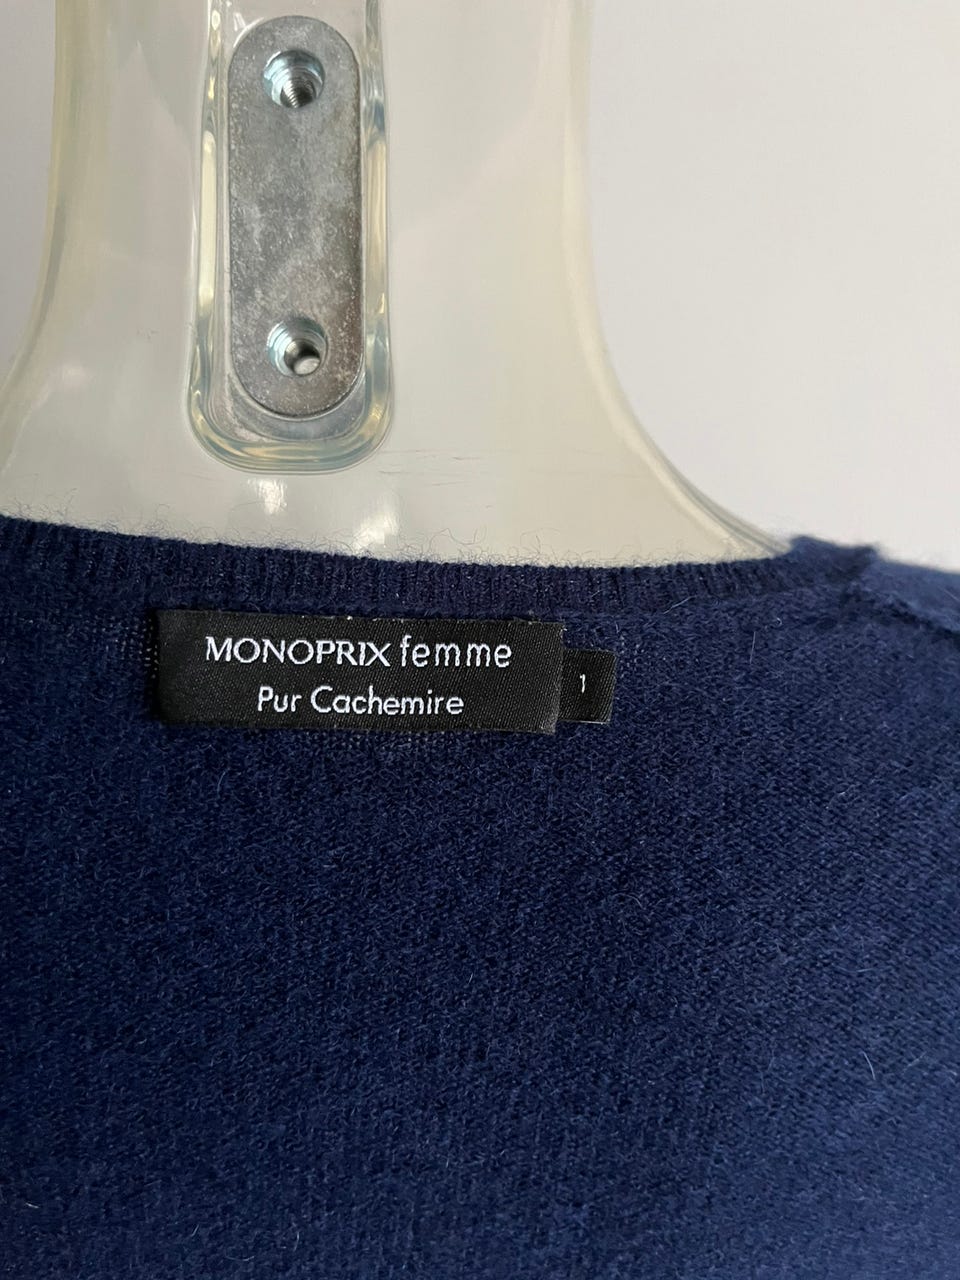 MONOPRIX femme
Pur Cachemire
1